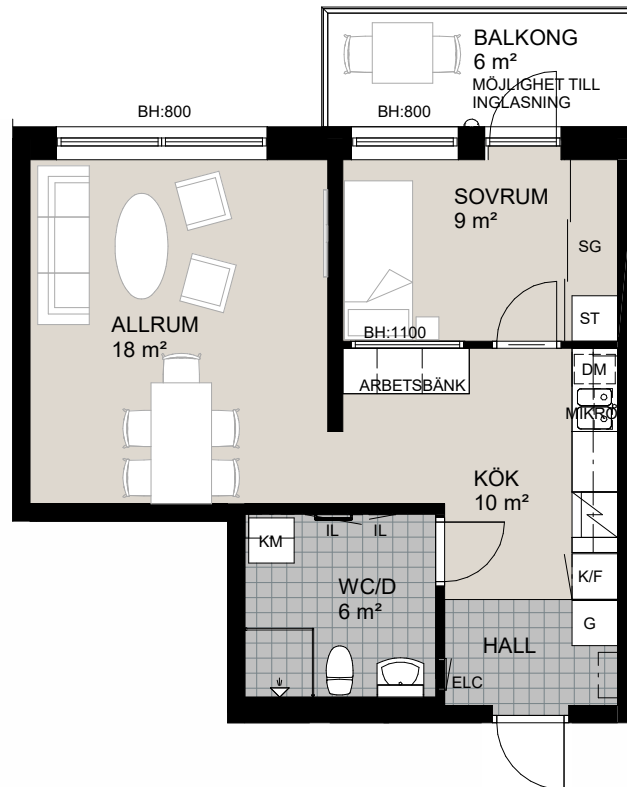 BALKONG
6 m²
MÖJLIGHET TILL
INGLASNING
BH:800
BH:800
SOVRUM
9 m²
SG
ST
ALLRUM
18 m²
BH:1100
ARBETSBÄNK
DM
MIKRO
KÖK
10 m²
KM
IL
IL
WC/D
6 m²
K/F
G
HALL
ELC